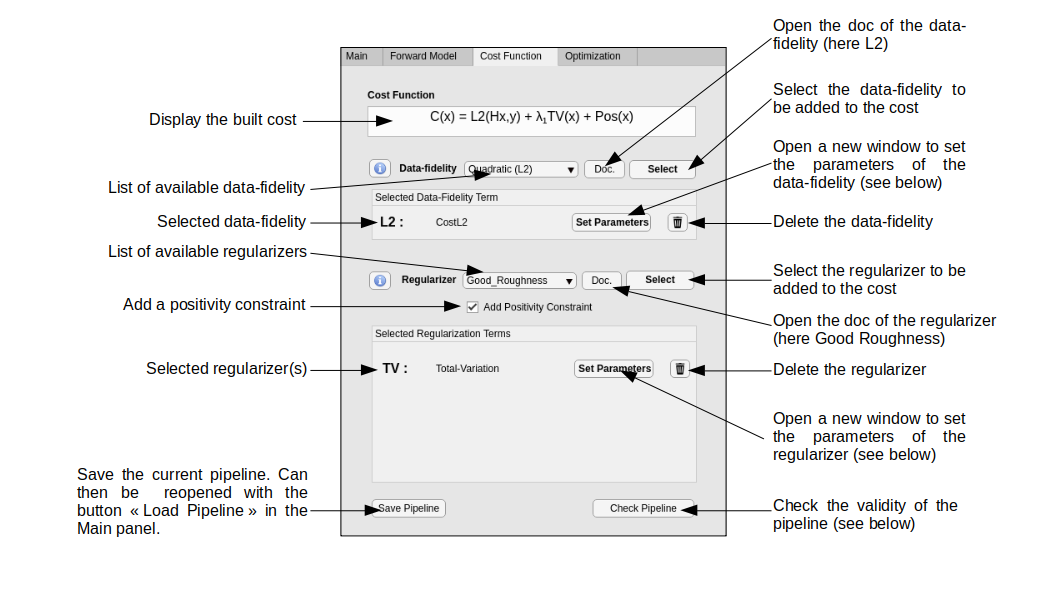 Open the doc of the data-
fidelity (here L2)
Main Forward Model Cost Function Optimization
Cost Function
Select the data-fidelity to
be added to the cost
Display the built cost
C(x) = L2(Hx,y) + λ₁TV(x) + Pos(x)
Open a new window to set
the parameters of the
data-fidelity (see below)
i Data-fidelity Quadratic (L2) Doc. Select
List of available data-fidelity
Selected Data-Fidelity Term
Selected data-fidelity
L2 : CostL2 Set Parameters
Delete the data-fidelity
List of available regularizers
i Regularizer Good_Roughness Doc. Select
Select the regularizer to be
added to the cost
Add a positivity constraint
Add Positivity Constraint
Open the doc of the regularizer
(here Good Roughness)
Selected Regularization Terms
Selected regularizer(s)
TV : Total-Variation Set Parameters
Delete the regularizer
Open a new window to set
the parameters of the
regularizer (see below)
Save the current pipeline. Can
then be reopened with the
button « Load Pipeline » in the
Main panel.
Save Pipeline Check Pipeline
Check the validity of the
pipeline (see below)